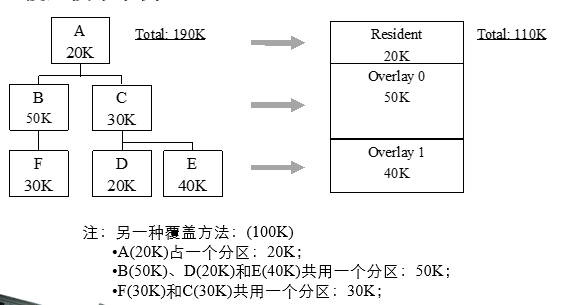 A
20K
Total: 190K
Resident
20K
Total: 110K
Overlay 0
50K
B
50K
C
30K
F
30K
D
20K
E
40K
Overlay 1
40K
注：另一种覆盖方法：(100K)
•A(20K)占一个分区：20K；
•B(50K)、D(20K)和E(40K)共用一个分区：50K；
•F(30K)和C(30K)共用一个分区：30K；